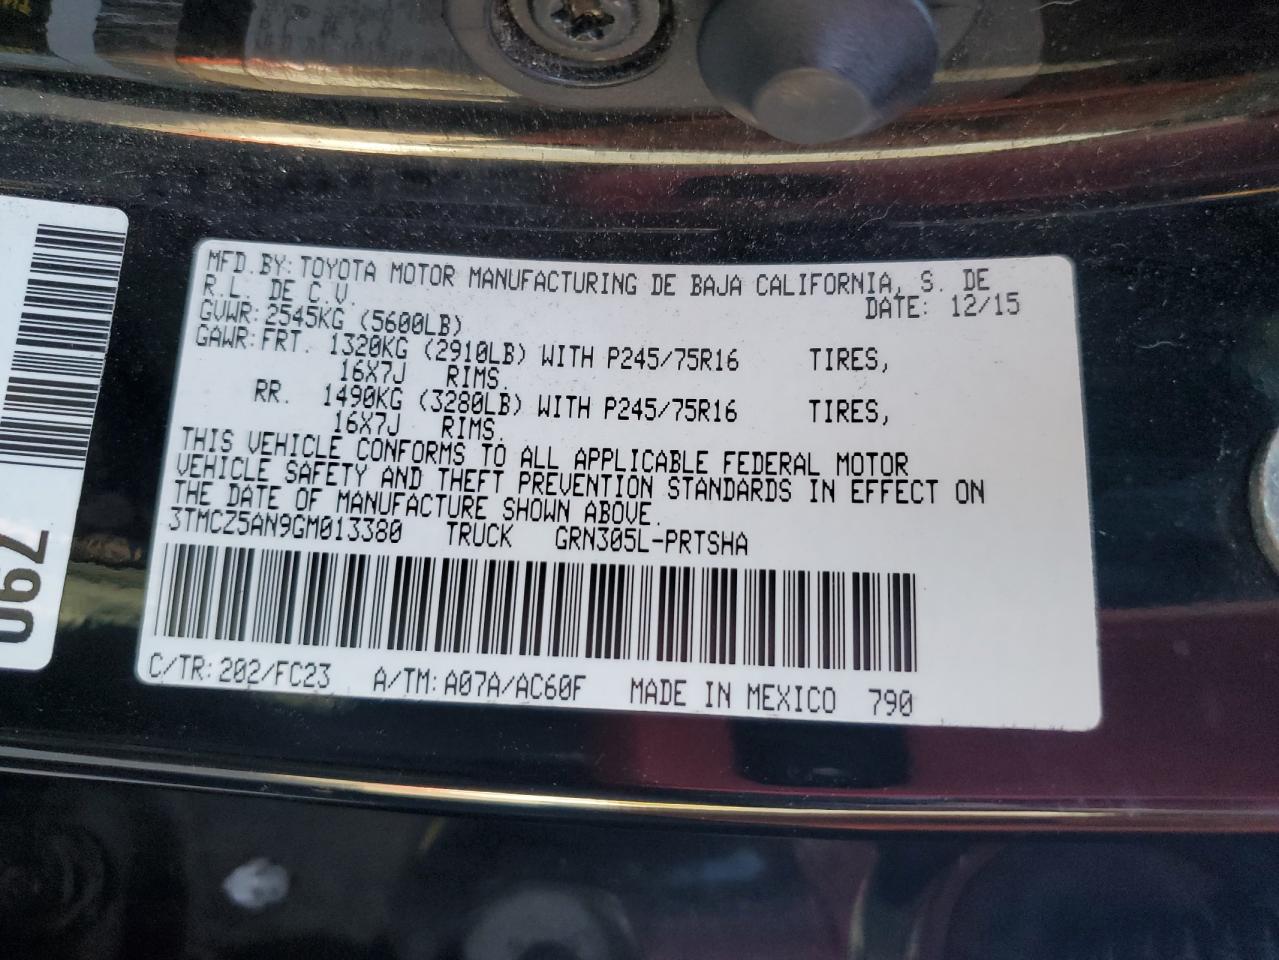 MFD.BY: TOYOTA MOTOR MANUFACTURING DE BAJA CALIFORNIA, S. DE
R.L. DE C.V. DATE: 12/15
GVWR: 2545KG (5600LB)
GAWR: FRT. 1320KG (2910LB) WITH P245/75R16 TIRES,
16X7J RIMS.
RR. 1490KG (3280LB) WITH P245/75R16 TIRES,
16X7J RIMS.
THIS VEHICLE CONFORMS TO ALL APPLICABLE FEDERAL MOTOR
VEHICLE SAFETY AND THEFT PREVENTION STANDARDS IN EFFECT ON
THE DATE OF MANUFACTURE SHOWN ABOVE.
3TMCZ5AN9GM013380 TRUCK GRN305L-PRTSHA
C/TR: 202/FC23 A/TM: A07A/AC60F MADE IN MEXICO 790
790